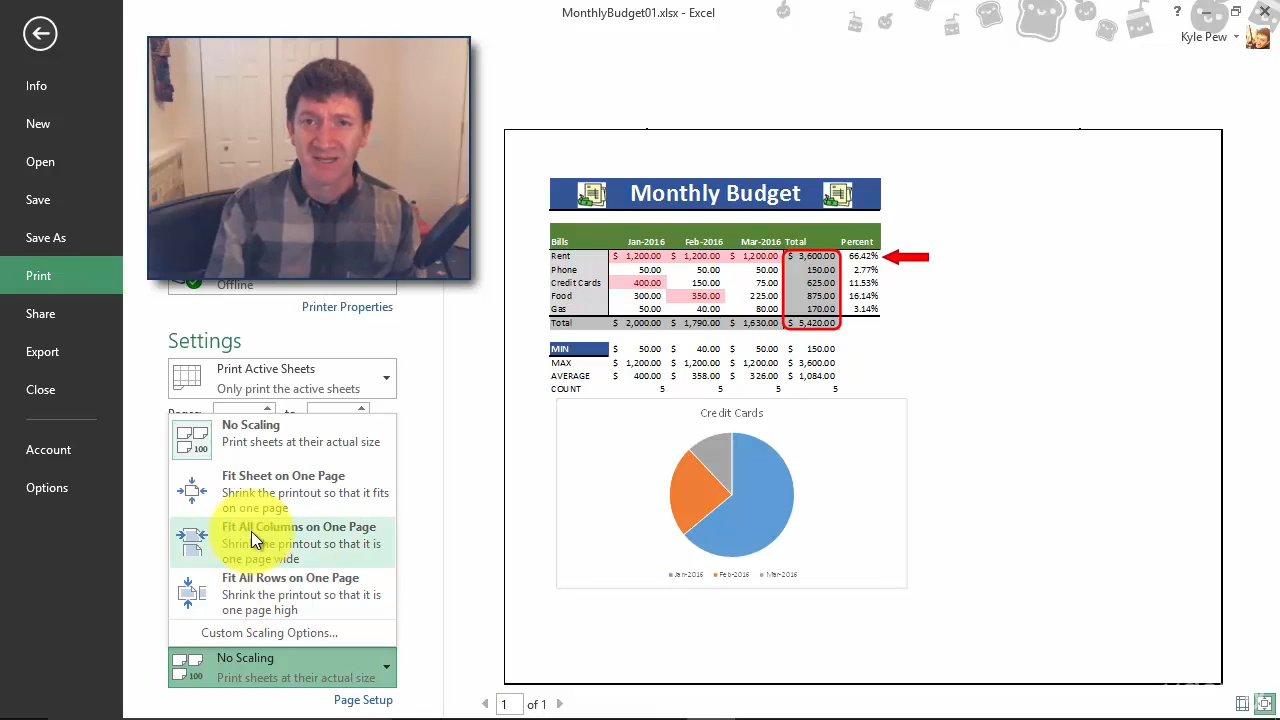 MonthlyBudget01.xlsx - Excel
?
Kyle Pew
Info
New
Open
Save
Save As
Print
Share
Export
Close
Account
Options
Offline
Printer Properties
Settings
Print Active Sheets
Only print the active sheets
Pages: to
No Scaling
Print sheets at their actual size
100
Fit Sheet on One Page
Shrink the printout so that it fits
on one page
Fit All Columns on One Page
Shrink the printout so that it is
one page wide
Fit All Rows on One Page
Shrink the printout so that it is
one page high
Custom Scaling Options...
No Scaling
Print sheets at their actual size
100
Page Setup
Monthly Budget
Bills Jan-2016 Feb-2016 Mar-2016 Total Percent
Rent $ 1,200.00 $ 1,200.00 $ 1,200.00 $ 3,600.00 66.42%
Phone 50.00 50.00 50.00 150.00 2.77%
Credit Cards 400.00 150.00 75.00 625.00 11.53%
Food 300.00 350.00 225.00 875.00 16.14%
Gas 50.00 40.00 80.00 170.00 3.14%
Total $ 2,000.00 $ 1,790.00 $ 1,630.00 $ 5,420.00
MIN $ 50.00 $ 40.00 $ 50.00 $ 150.00
MAX $ 1,200.00 $ 1,200.00 $ 1,200.00 $ 3,600.00
AVERAGE $ 400.00 $ 358.00 $ 326.00 $ 1,084.00
COUNT 5 5 5 5
Credit Cards
Jan-2016 Feb-2016 Mar-2016
1 of 1